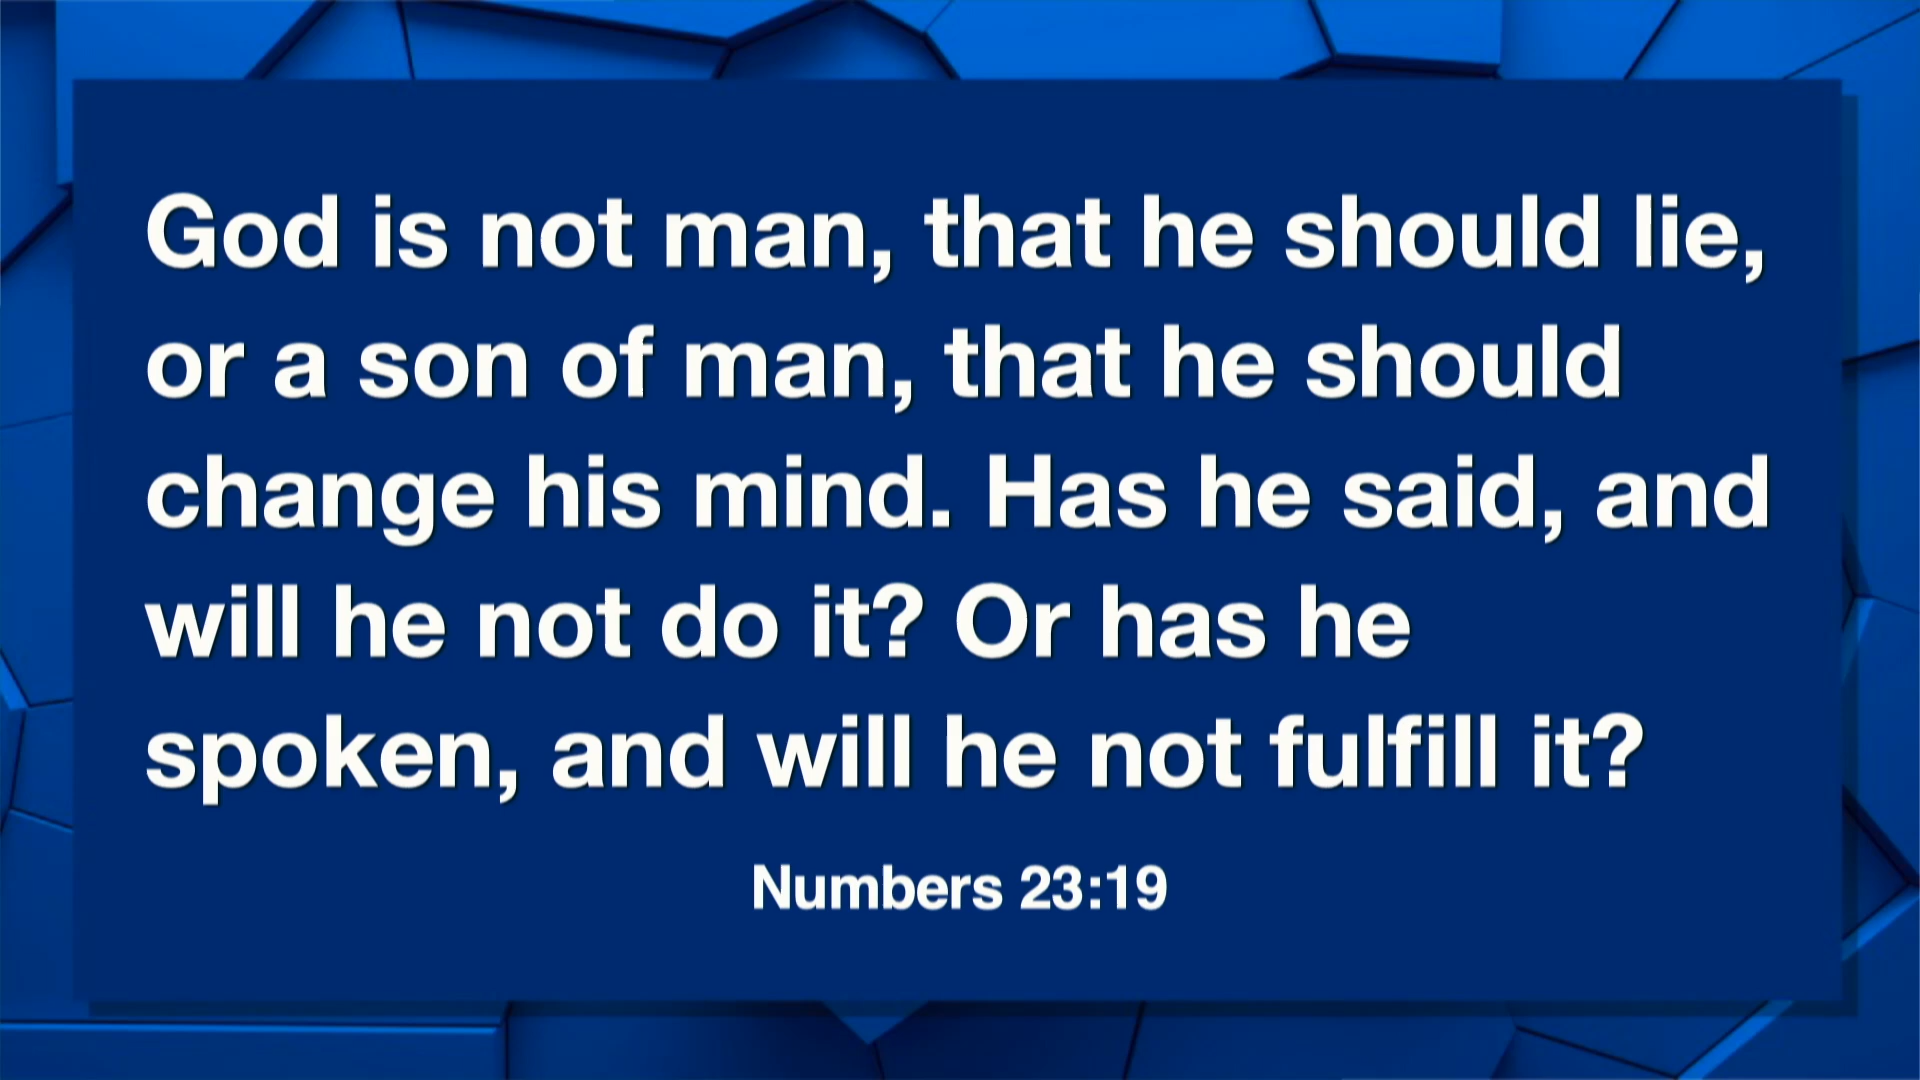 God is not man, that he should lie,
or a son of man, that he should
change his mind. Has he said, and
will he not do it? Or has he
spoken, and will he not fulfill it?
Numbers 23:19